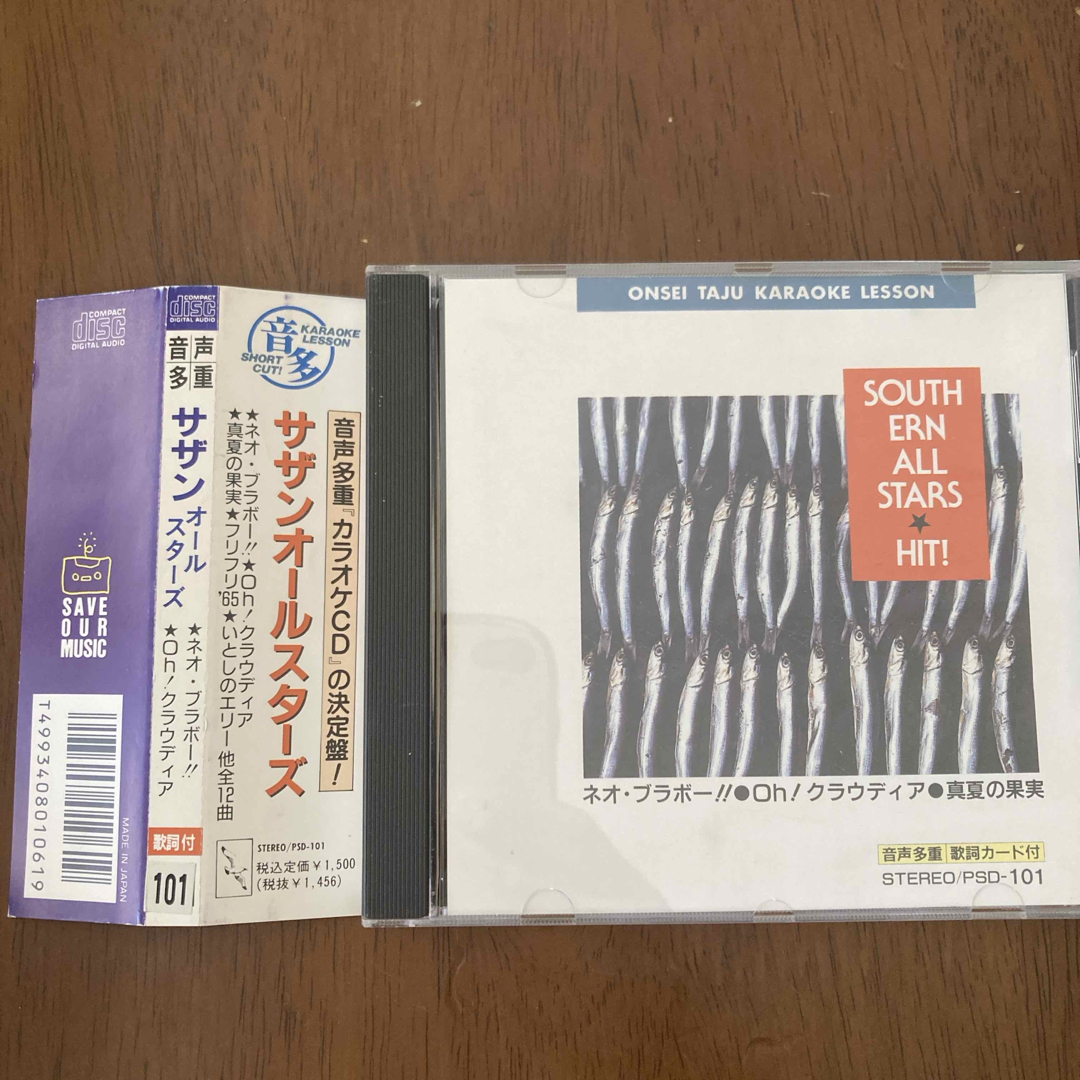 COMPACT
disc
DIGITAL AUDIO
SAVE
OUR
MUSIC
T4993408010619
MADE IN JAPAN
COMPACT
disc
DIGITAL AUDIO
音声
多重
サザンオールスターズ
★ネオ・ブラボー!!
★Oh!クラウディア
歌詞付
101
音多
KARAOKE
LESSON
SHORT
CUT!
音声多重『カラオケCD』の決定盤!
サザンオールスターズ
★ネオ・ブラボー!!★Oh!クラウディア
★真夏の果実★フリフリ'65★いとしのエリー 他全12曲
STEREO/PSD-101
税込定価¥1,500
(税抜¥1,456)
ONSEI TAJU KARAOKE LESSON
SOUTH
ERN
ALL
STARS
★
HIT!
ネオ・ブラボー!!●Oh!クラウディア●真夏の果実
音声多重 歌詞カード付
STEREO/PSD-101